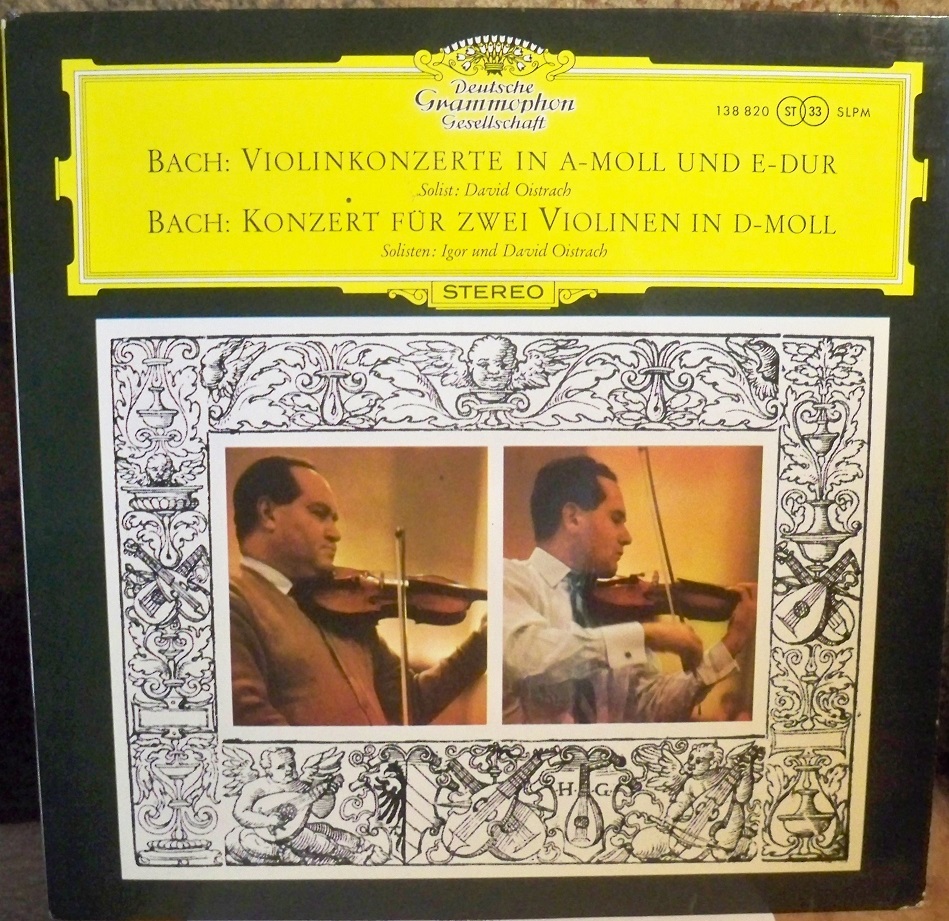 Deutsche
Grammophon
Gesellschaft
138 820 ST 33 SLPM
BACH: VIOLINKONZERTE IN A-MOLL UND E-DUR
Solist: David Oistrach
BACH: KONZERT FÜR ZWEI VIOLINEN IN D-MOLL
Solisten: Igor und David Oistrach
STEREO
H. G.